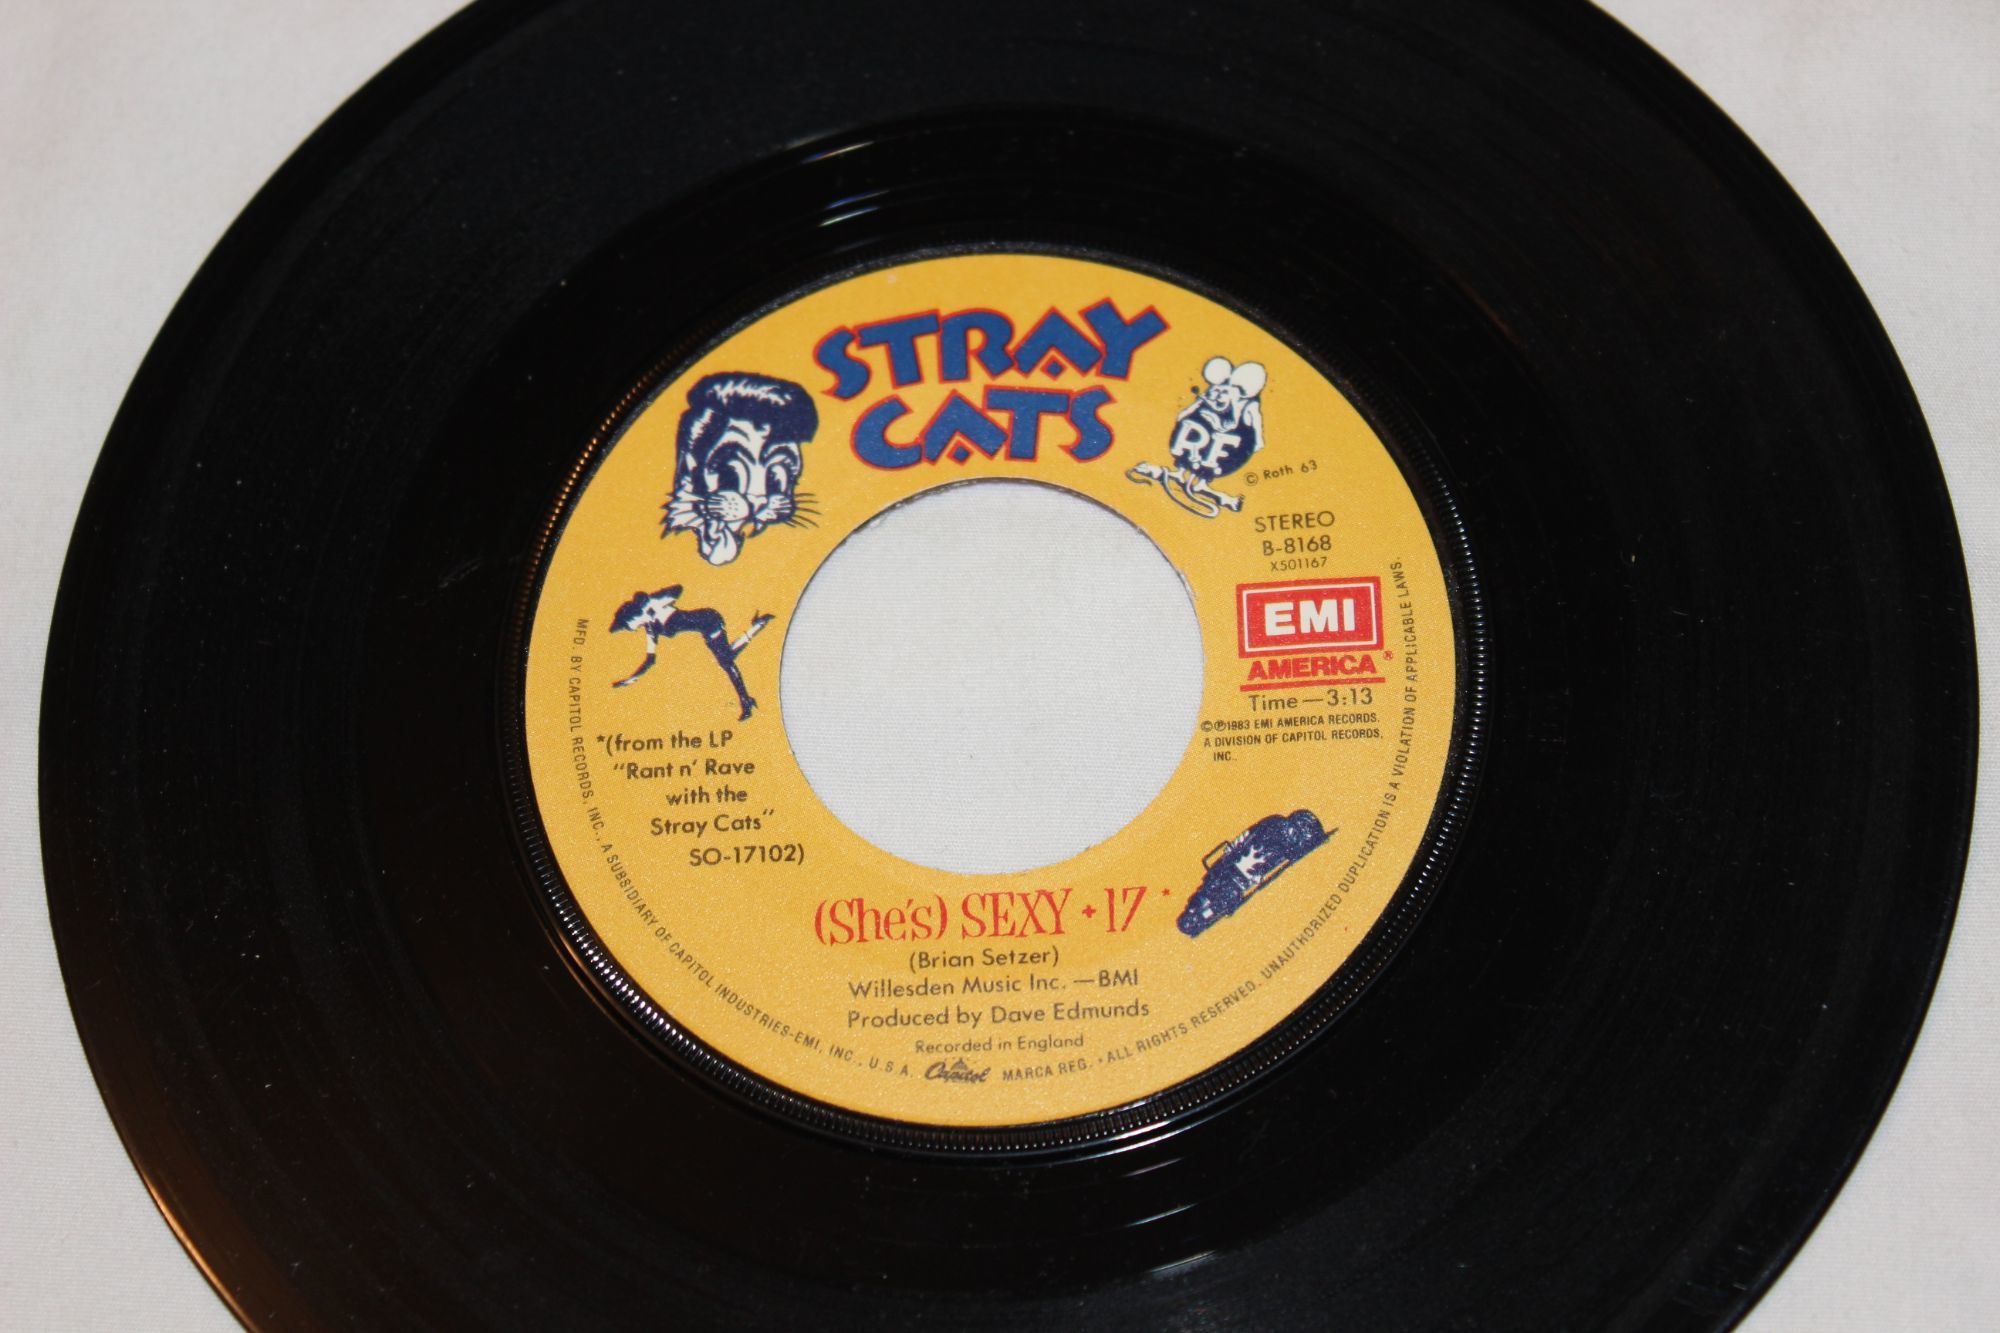 STRAY
CATS
R.F.
© Roth 63
STEREO
B-8168
X501167
EMI
AMERICA®
Time—3:13
©℗1983 EMI AMERICA RECORDS.
A DIVISION OF CAPITOL RECORDS,
INC..
*(from the LP
"Rant n' Rave
with the
Stray Cats"
SO-17102)
(She's) SEXY + 17 *
(Brian Setzer)
Willesden Music Inc. —BMI
Produced by Dave Edmunds
Recorded in England
MFD. BY CAPITOL RECORDS, INC., A SUBSIDIARY OF CAPITOL INDUSTRIES-EMI, INC., U.S.A. Capitol MARCA REG. • ALL RIGHTS RESERVED. UNAUTHORIZED DUPLICATION IS A VIOLATION OF APPLICABLE LAWS.